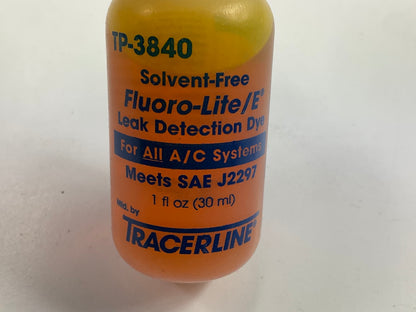 TP-3840
Solvent-Free
Fluoro-Lite/E®
Leak Detection Dye
For All A/C Systems
Meets SAE J2297
1 fl oz (30 ml)
Mfd. by
TRACERLINE®